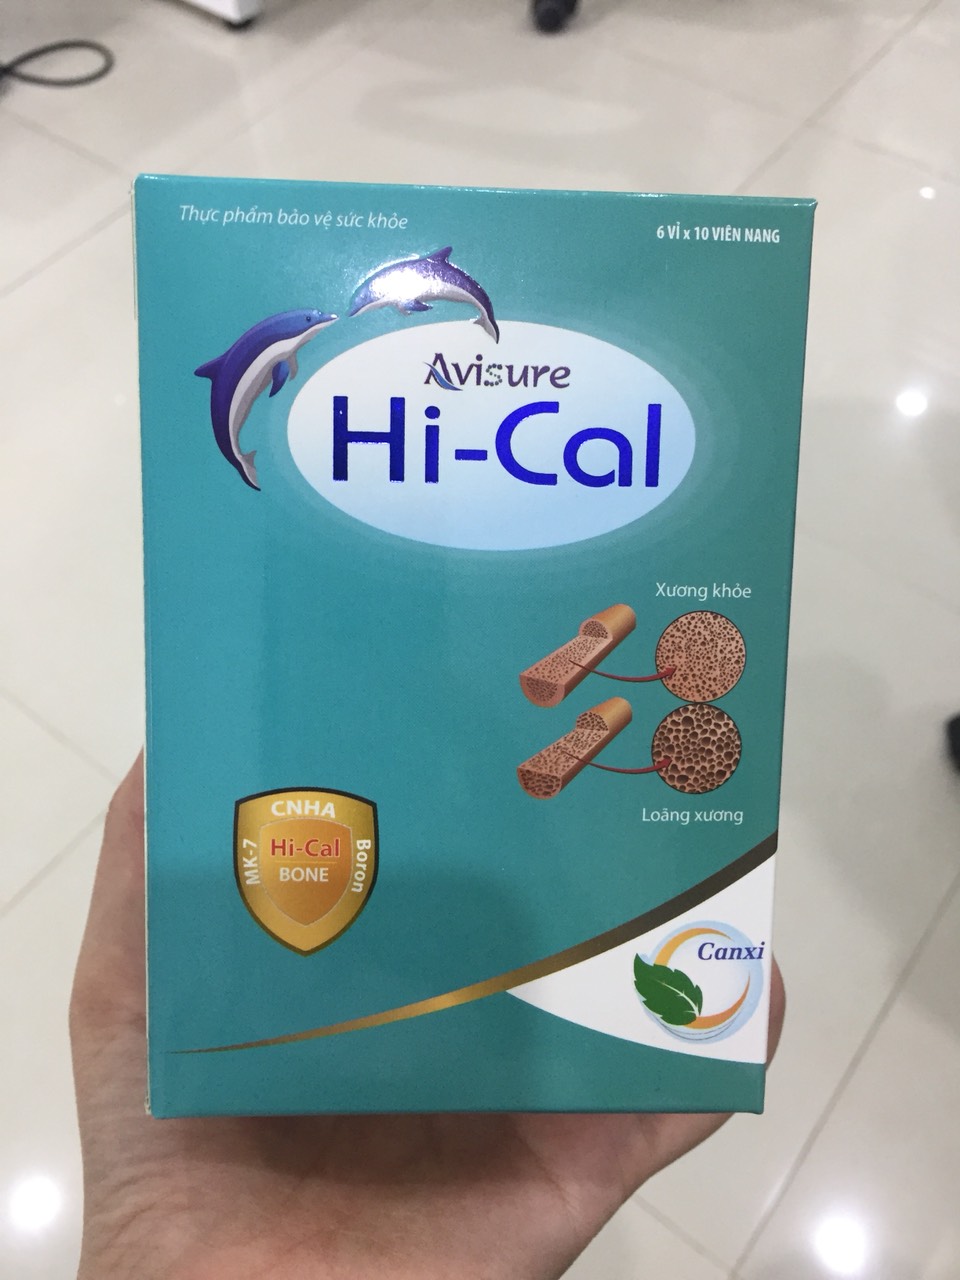 Thực phẩm bảo vệ sức khỏe
6 VỈ x 10 VIÊN NANG
Avisure
Hi-Cal
Xương khỏe
Loãng xương
CNHA
MK-7
Hi-Cal
BONE
Boron
Canxi